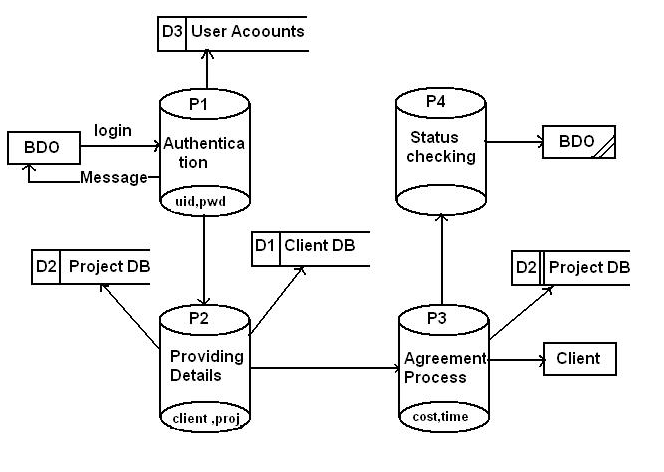 D3 User Acoounts
P1
P4
login
BDO
Authentica
tion
Status
checking
BDO
Message
uid,pwd
D1 Client DB
D2 Project DB
D2 Project DB
P2
P3
Providing
Details
Agreement
Process
Client
client ,proj
cost,time